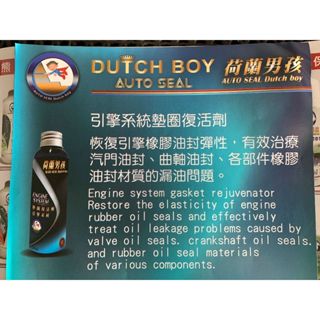 DUTCH BOY
AUTO SEAL
荷蘭男孩
AUTO SEAL Dutch boy
引擎系統墊圈復活劑
恢復引擎橡膠油封彈性，有效治療
汽門油封、曲軸油封、各部件橡膠
油封材質的漏油問題。
Engine system gasket rejuvenator
Restore the elasticity of engine
rubber oil seals and effectively
treat oil leakage problems caused by
valve oil seals. crankshaft oil seals.
and rubber oil seal materials
of various components.
荷蘭男孩
ENGINE
SYSTEM
熊
保